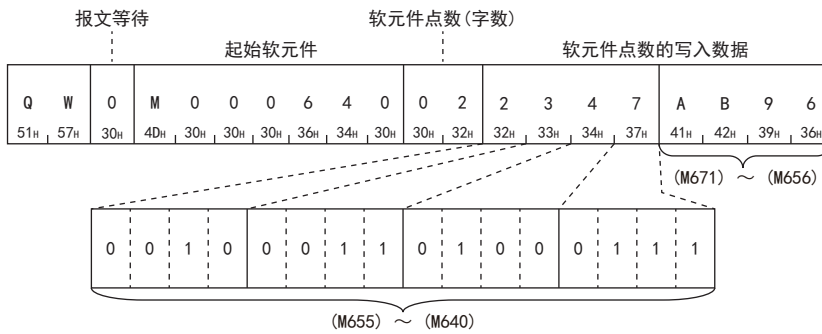 报文等待
软元件点数(字数)
起始软元件
软元件点数的写入数据
Q W 0 M 0 0 0 6 4 0 0 2 2 3 4 7 A B 9 6
51H 57H 30H 4DH 30H 30H 30H 36H 34H 30H 30H 32H 32H 33H 34H 37H 41H 42H 39H 36H
(M671) ～ (M656)
0 0 1 0 0 0 1 1 0 1 0 0 0 1 1 1
(M655) ～ (M640)